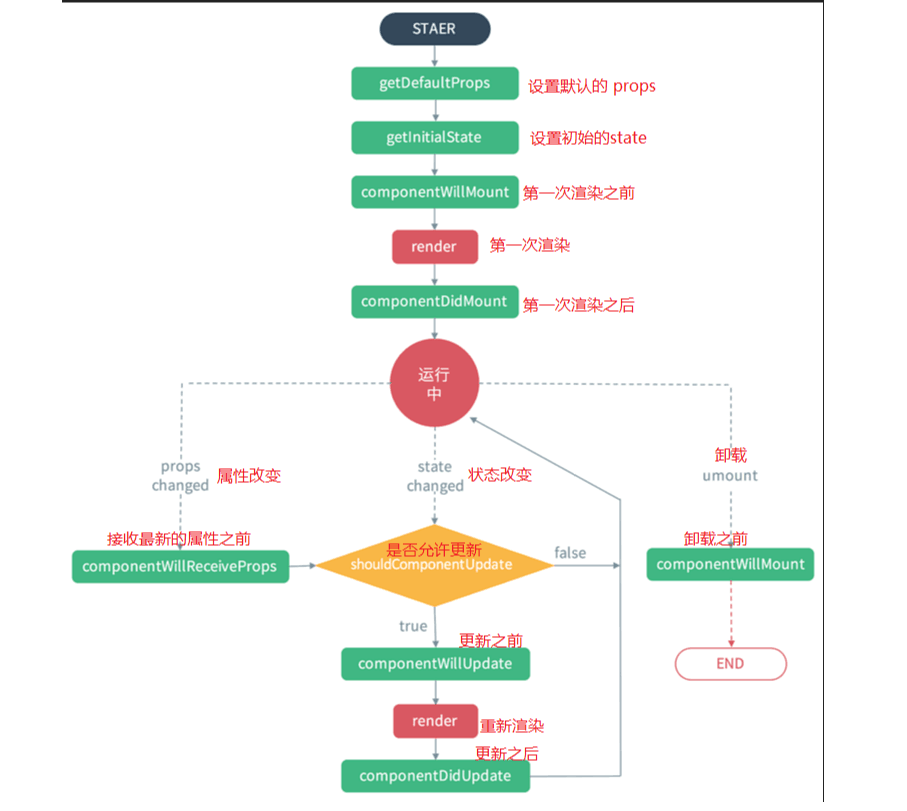 STAER
getDefaultProps
设置默认的 props
getInitialState
设置初始的state
componentWillMount
第一次渲染之前
render
第一次渲染
componentDidMount
第一次渲染之后
运行
中
props
changed
属性改变
state
changed
状态改变
卸载
umount
接收最新的属性之前
componentWillReceiveProps
是否允许更新
shouldComponentUpdate
false
卸载之前
componentWillMount
true
更新之前
componentWillUpdate
END
render
重新渲染
更新之后
componentDidUpdate